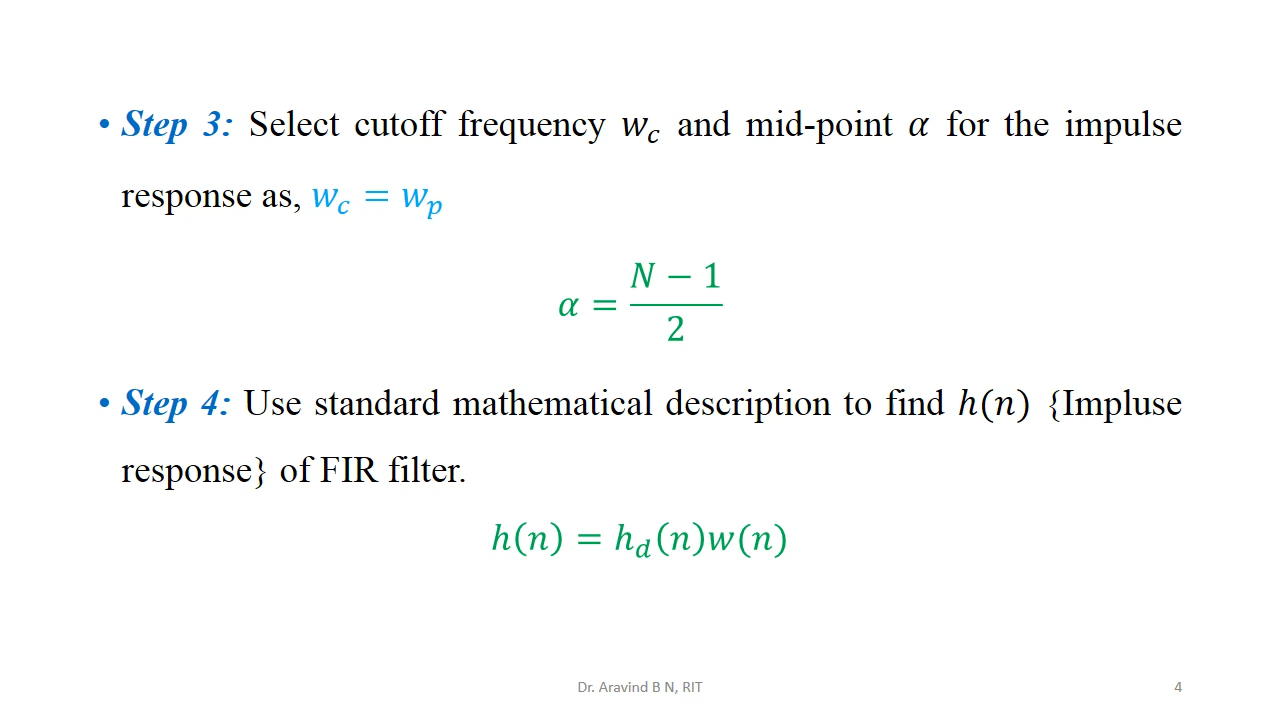 • Step 3: Select cutoff frequency w_c and mid-point α for the impulse
response as, w_c = w_p
α = (N − 1)/2
• Step 4: Use standard mathematical description to find h(n) {Impluse
response} of FIR filter.
h(n) = h_d(n)w(n)
Dr. Aravind B N, RIT
4